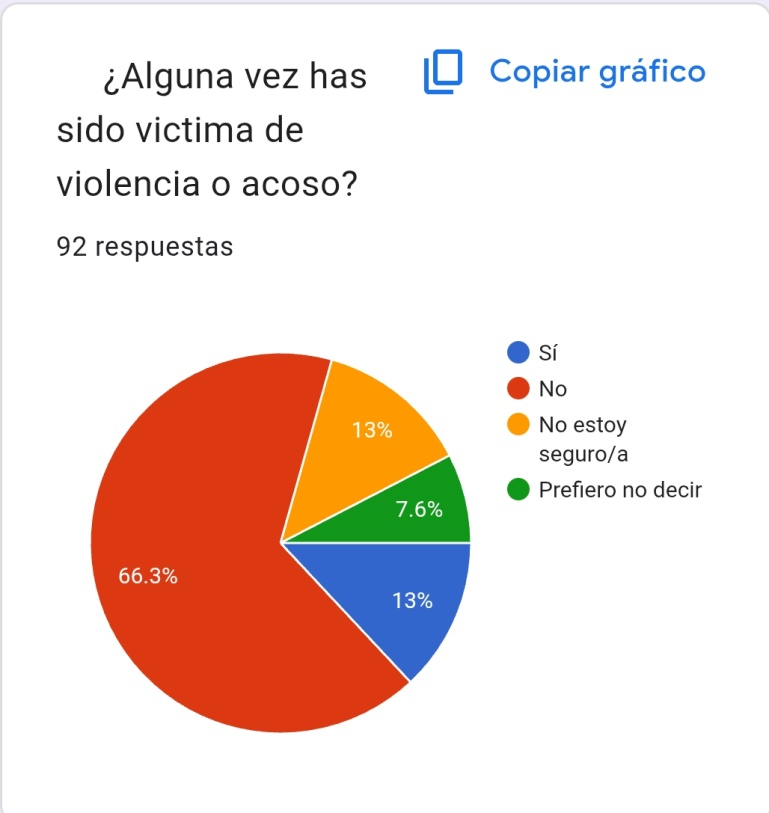 ¿Alguna vez has
sido victima de
violencia o acoso?
Copiar gráfico
92 respuestas
Sí
No
No estoy
seguro/a
Prefiero no decir
13%
7.6%
66.3%
13%